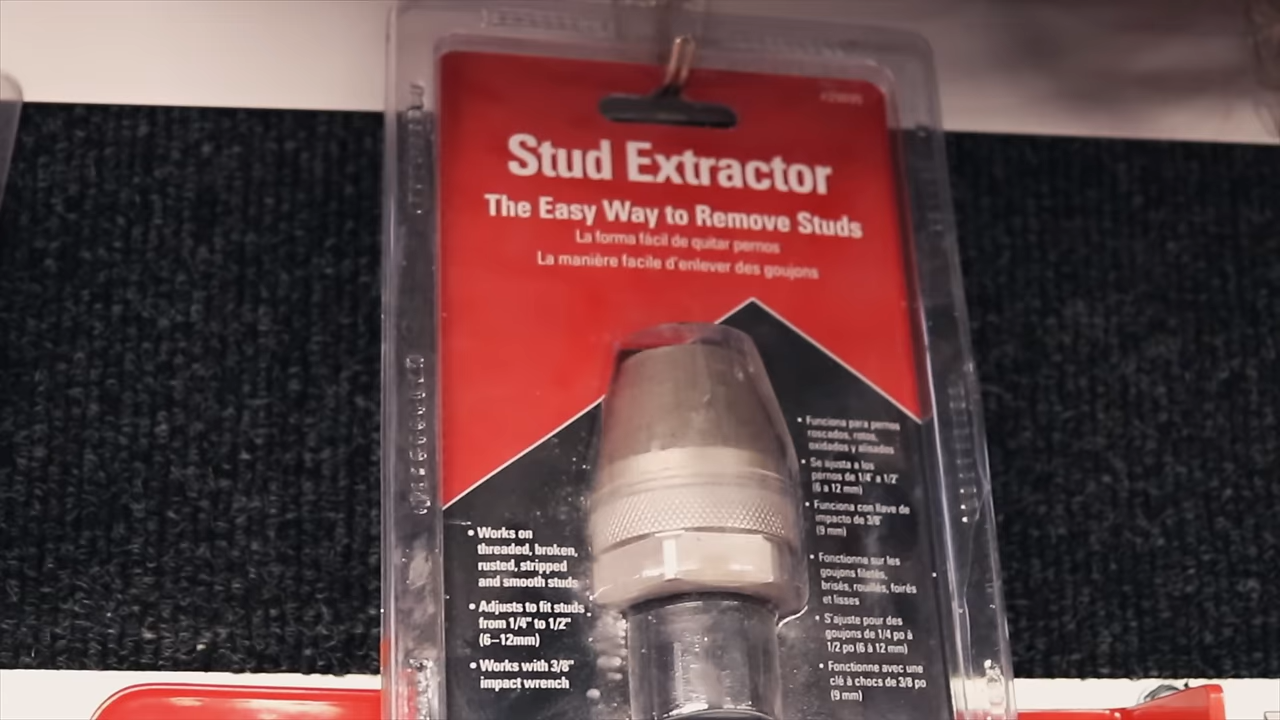 Stud Extractor
The Easy Way to Remove Studs
La forma fácil de quitar pernos
La manière facile d'enlever des goujons
• Works on
threaded, broken,
rusted, stripped
and smooth studs
• Adjusts to fit studs
from 1/4" to 1/2"
(6–12mm)
• Works with 3/8"
impact wrench
• Funciona para pernos
roscados, rotos,
oxidados y alisados
• Se ajusta a los
pernos de 1/4" a 1/2"
(6 a 12 mm)
• Funciona con llave de
impacto de 3/8"
(9 mm)
• Fonctionne sur les
goujons filetés,
brisés, rouillés, foirés
et lisses
• S'ajuste pour des
goujons de 1/4 po à
1/2 po (6 à 12 mm)
• Fonctionne avec une
clé à chocs de 3/8 po
(9 mm)